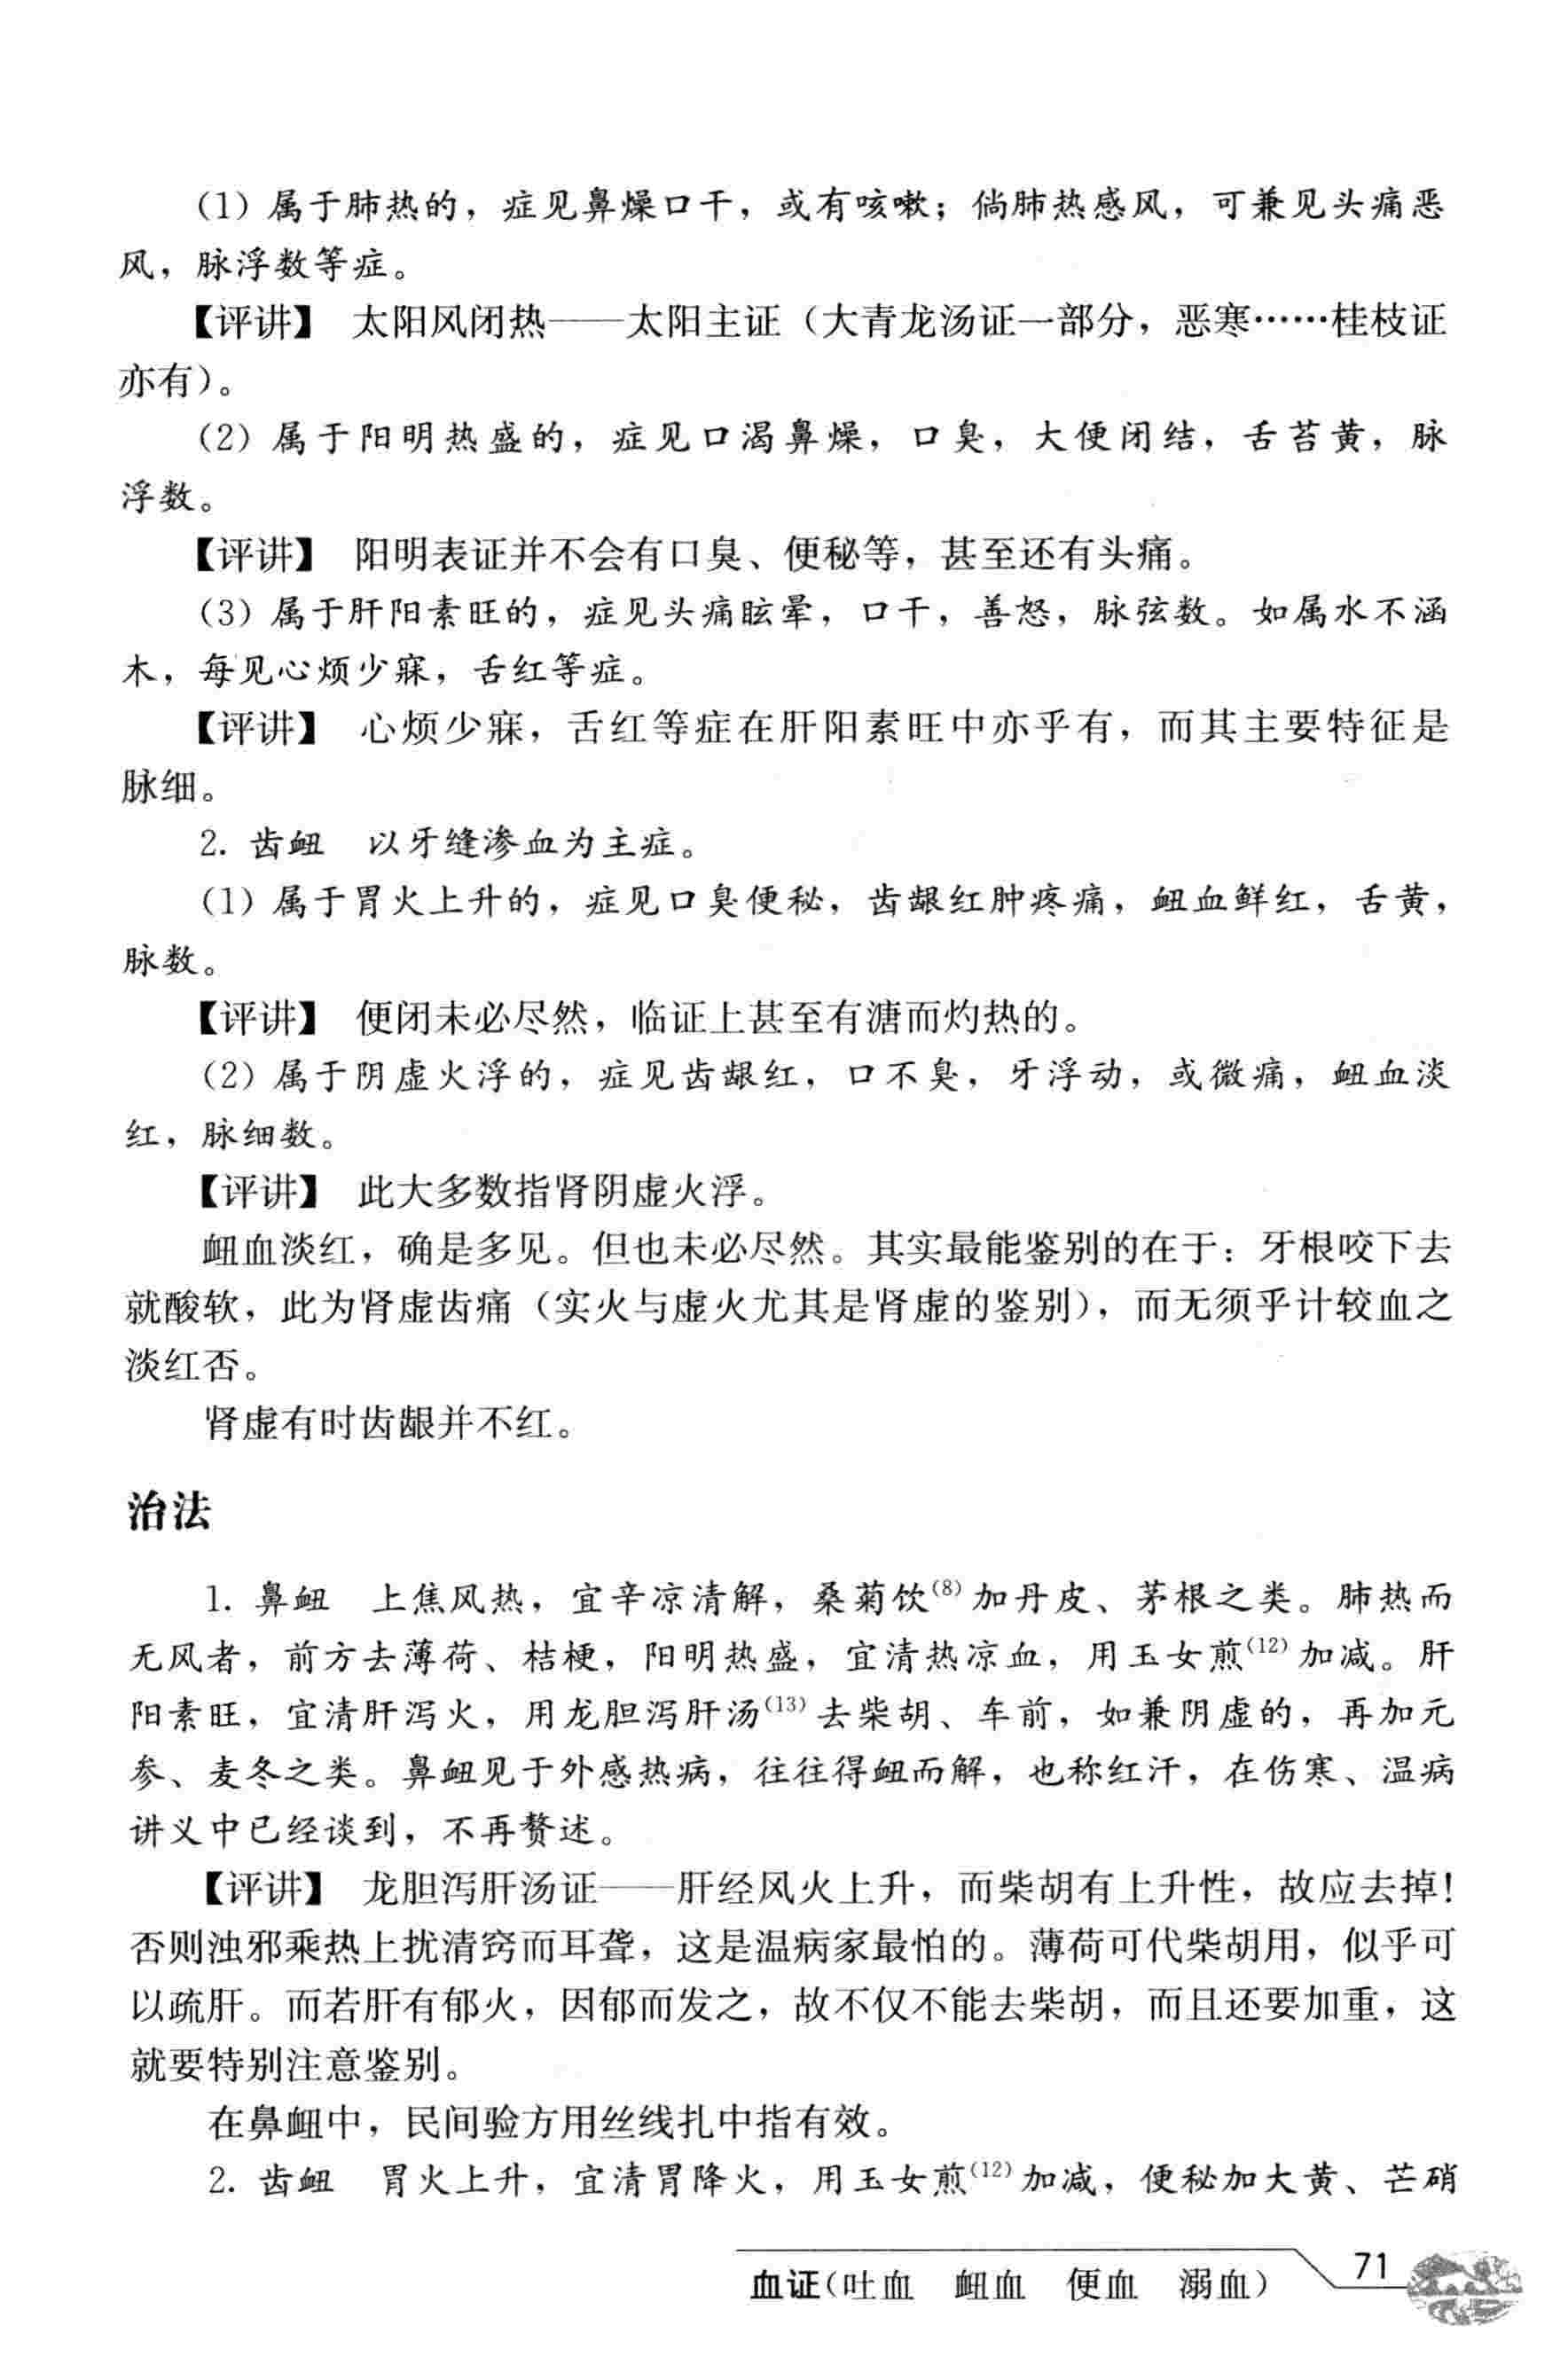 (1) 属于肺热的，症见鼻燥口干，或有咳嗽；倘肺热感风，可兼见头痛恶
风，脉浮数等症。
【评讲】 太阳风闭热——太阳主证（大青龙汤证一部分，恶寒……桂枝证
亦有）。
(2) 属于阳明热盛的，症见口渴鼻燥，口臭，大便闭结，舌苔黄，脉
浮数。
【评讲】 阳明表证并不会有口臭、便秘等，甚至还有头痛。
(3) 属于肝阳素旺的，症见头痛眩晕，口干，善怒，脉弦数。如属水不涵
木，每见心烦少寐，舌红等症。
【评讲】 心烦少寐，舌红等症在肝阳素旺中亦乎有，而其主要特征是
脉细。
2. 齿衄 以牙缝渗血为主症。
(1) 属于胃火上升的，症见口臭便秘，齿龈红肿疼痛，衄血鲜红，舌黄，
脉数。
【评讲】 便闭未必尽然，临证上甚至有溏而灼热的。
(2) 属于阴虚火浮的，症见齿龈红，口不臭，牙浮动，或微痛，衄血淡
红，脉细数。
【评讲】 此大多数指肾阴虚火浮。
衄血淡红，确是多见。但也未必尽然。其实最能鉴别的在于：牙根咬下去
就酸软，此为肾虚齿痛（实火与虚火尤其是肾虚的鉴别），而无须乎计较血之
淡红否。
肾虚有时齿龈并不红。
治法
1. 鼻衄 上焦风热，宜辛凉清解，桑菊饮(8)加丹皮、茅根之类。肺热而
无风者，前方去薄荷、桔梗，阳明热盛，宜清热凉血，用玉女煎(12)加减。肝
阳素旺，宜清肝泻火，用龙胆泻肝汤(13)去柴胡、车前，如兼阴虚的，再加元
参、麦冬之类。鼻衄见于外感热病，往往得衄而解，也称红汗，在伤寒、温病
讲义中已经谈到，不再赘述。
【评讲】 龙胆泻肝汤证——肝经风火上升，而柴胡有上升性，故应去掉！
否则浊邪乘热上扰清窍而耳聋，这是温病家最怕的。薄荷可代柴胡用，似乎可
以疏肝。而若肝有郁火，因郁而发之，故不仅不能去柴胡，而且还要加重，这
就要特别注意鉴别。
在鼻衄中，民间验方用丝线扎中指有效。
2. 齿衄 胃火上升，宜清胃降火，用玉女煎(12)加减，便秘加大黄、芒硝
血证（吐血 衄血 便血 溺血） 71